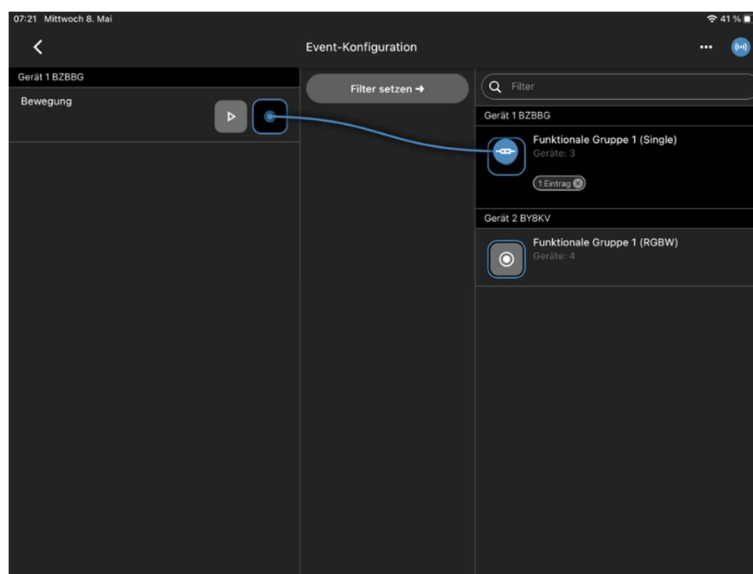 07:21 Mittwoch 8. Mai
41 %
Event-Konfiguration
Gerät 1 BZBBG
Bewegung
Filter setzen ➔
Filter
Gerät 1 BZBBG
Funktionale Gruppe 1 (Single)
Geräte: 3
1 Eintrag
Gerät 2 BY8KV
Funktionale Gruppe 1 (RGBW)
Geräte: 4